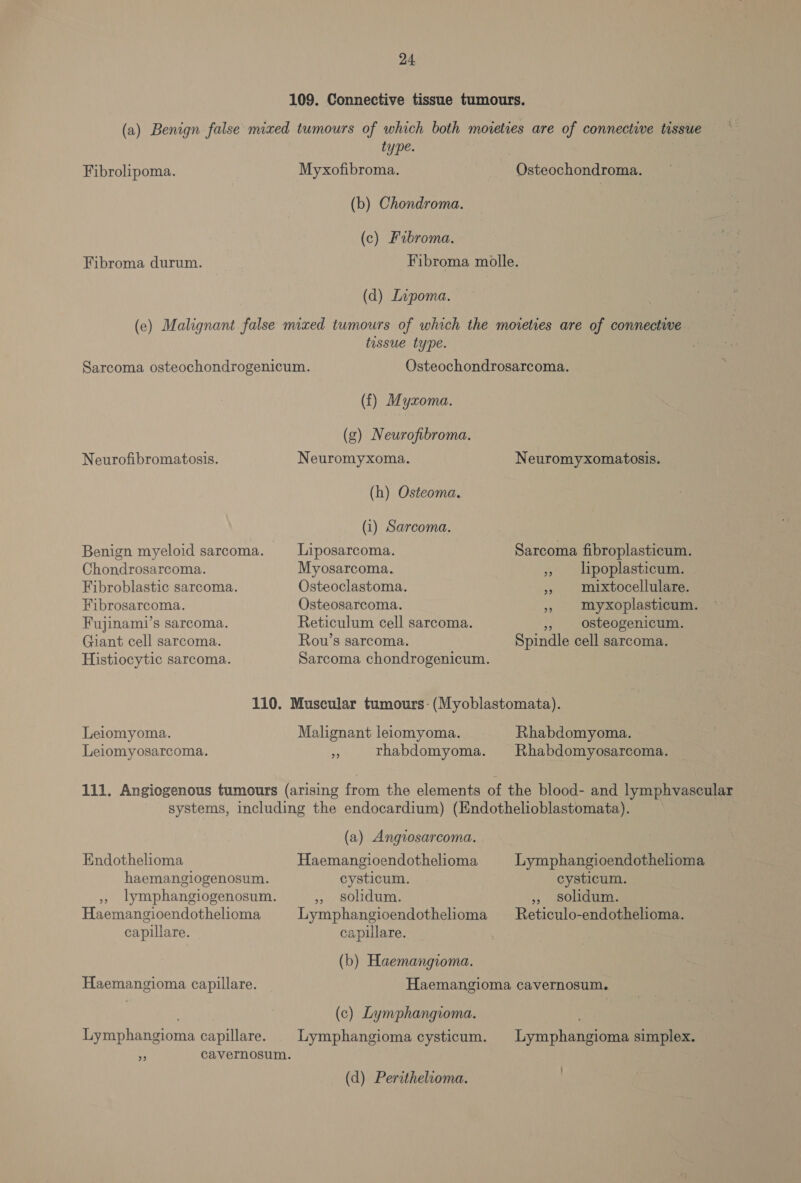 24
109. Connective tissue tumours.
(a) Benign false mixed tumours of which both moieties are of connective tissue
type.
Fibrolipoma. Myxofibroma. Osteochondroma.
(b) Chondroma.
(c) Fibroma.
Fibroma durum. Fibroma molle.
(d) Lipoma.
(e) Malignant false mixed tumours of which the moieties are of connective
tissue type.
Sarcoma osteochondrogenicum. Osteochondrosarcoma.
(f) Myxoma.
(g) Neurofibroma.
Neurofibromatosis. Neuromyxoma. Neuromyxomatosis.
(h) Osteoma.
(i) Sarcoma.
Benign myeloid sarcoma. Liposarcoma. Sarcoma fibroplasticum.
Chondrosarcoma. Myosarcoma. ,, lipoplasticum.
Fibroblastic sarcoma. Osteoclastoma. ,, mixtocellulare.
Fibrosarcoma. Osteosarcoma. ,, myxoplasticum.
Fujinami's sarcoma. Reticulum cell sarcoma. ,, osteogenicum.
Giant cell sarcoma. Rou's sarcoma. Spindle cell sarcoma.
Histiocytic sarcoma. Sarcoma chondrogenicum.
110. Muscular tumours (Myoblastomata).
Leiomyoma. Malignant leiomyoma. Rhabdomyoma.
Leiomyosarcoma. ,, rhabdomyoma. Rhabdomyosarcoma.
111. Angiogenous tumours (arising from the elements of the blood- and lymphvascular
systems, including the endocardium) (Endothelioblastomata).
(a) Angiosarcoma.
Endothelioma Haemangioendothelioma Lymphangioendothelioma
haemangiogenosum. cysticum. cysticum.
,, lymphangiogenosum. ,, solidum. ,, solidum.
Haemangioendothelioma Lymphangioendothelioma Reticulo-endothelioma.
capillare. capillare.
(b) Haemangioma.
Haemangioma capillare. Haemangioma cavernosum.
(c) Lymphangioma.
Lymphangioma capillare. Lymphangioma cysticum. Lymphangioma simplex.
,, cavernosum.
(d) Perithelioma.